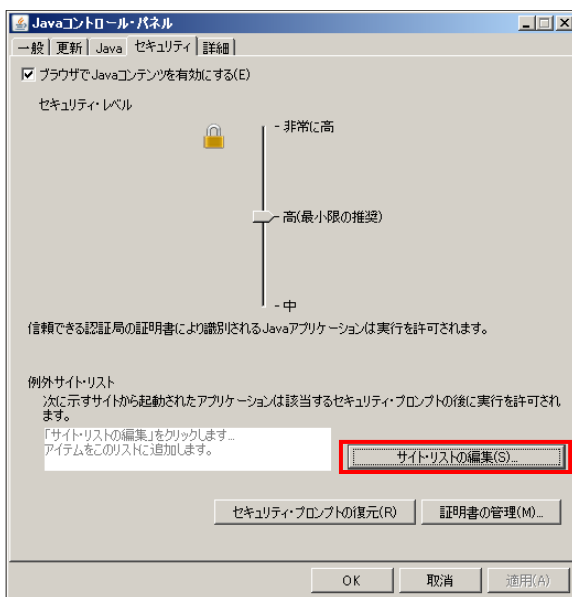 Javaコントロール・パネル
一般 更新 Java セキュリティ 詳細
ブラウザでJavaコンテンツを有効にする(E)
セキュリティ・レベル
- 非常に高
- 高(最小限の推奨)
- 中
信頼できる認証局の証明書により識別されるJavaアプリケーションは実行を許可されます。
例外サイト・リスト
次に示すサイトから起動されたアプリケーションは該当するセキュリティ・プロンプトの後に実行を許可され
ます。
「サイト・リストの編集」をクリックします...
アイテムをこのリストに追加します。
サイト・リストの編集(S)...
セキュリティ・プロンプトの復元(R) 証明書の管理(M)...
OK 取消 適用(A)